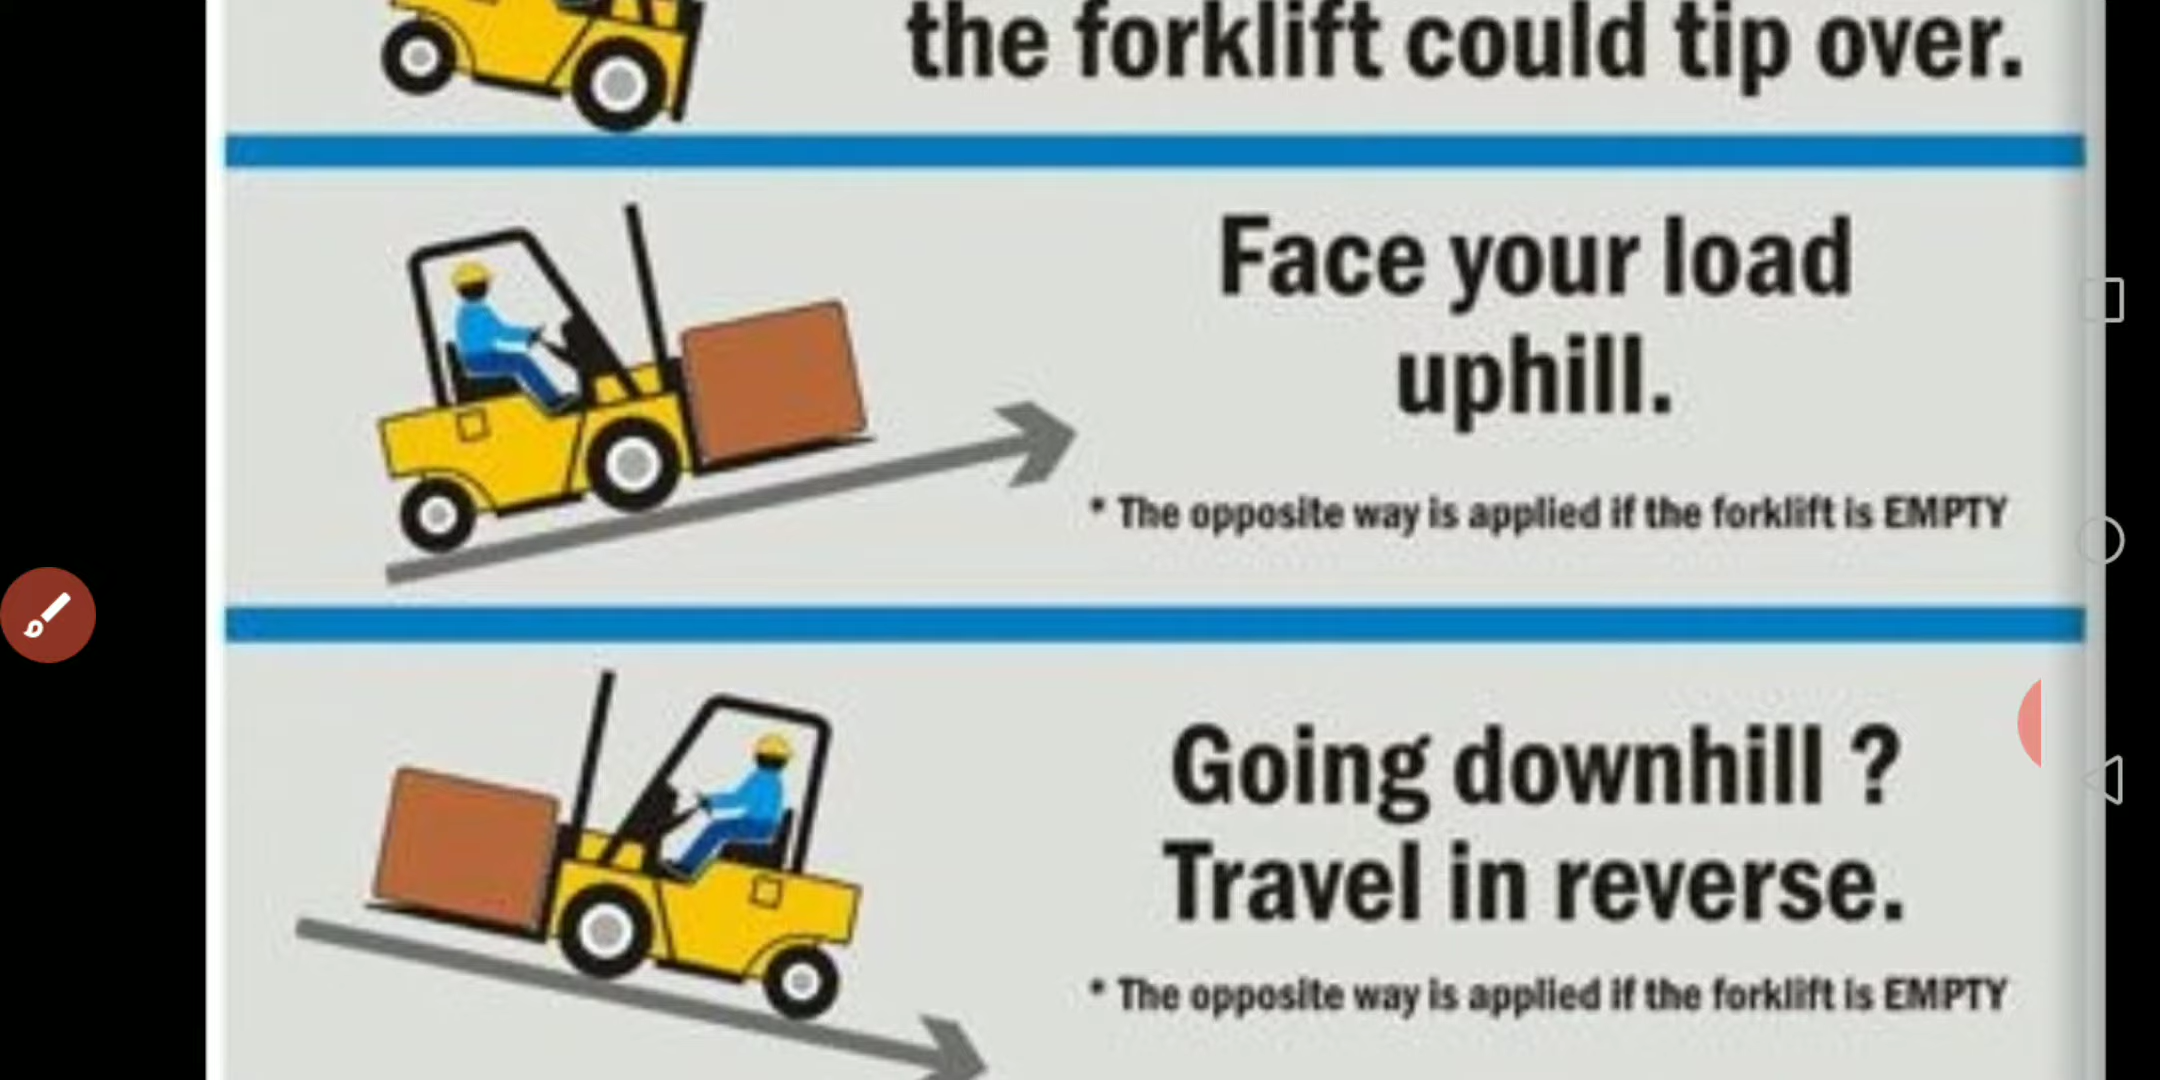 the forklift could tip over.
Face your load
uphill.
* The opposite way is applied if the forklift is EMPTY
Going downhill ?
Travel in reverse.
* The opposite way is applied if the forklift is EMPTY